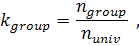 k_group = n_group / n_univ ,